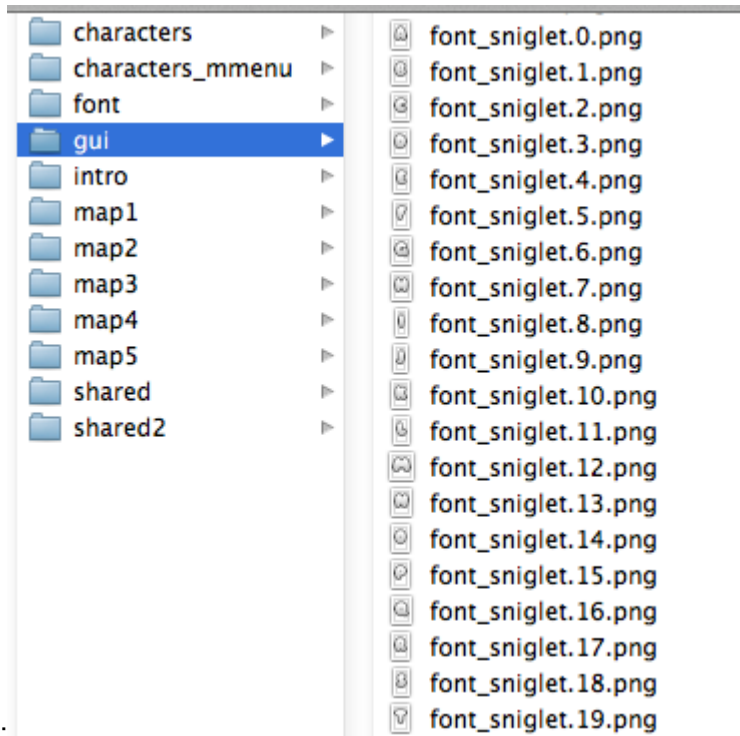 characters
characters_mmenu
font
gui
intro
map1
map2
map3
map4
map5
shared
shared2
font_sniglet.0.png
font_sniglet.1.png
font_sniglet.2.png
font_sniglet.3.png
font_sniglet.4.png
font_sniglet.5.png
font_sniglet.6.png
font_sniglet.7.png
font_sniglet.8.png
font_sniglet.9.png
font_sniglet.10.png
font_sniglet.11.png
font_sniglet.12.png
font_sniglet.13.png
font_sniglet.14.png
font_sniglet.15.png
font_sniglet.16.png
font_sniglet.17.png
font_sniglet.18.png
font_sniglet.19.png
.